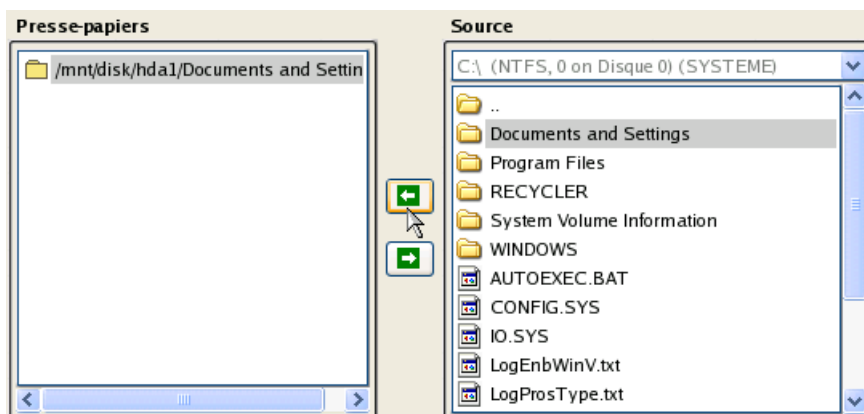 Presse-papiers
/mnt/disk/hda1/Documents and Settin
Source
C:\ (NTFS, 0 on Disque 0) (SYSTEME)
..
Documents and Settings
Program Files
RECYCLER
System Volume Information
WINDOWS
AUTOEXEC.BAT
CONFIG.SYS
IO.SYS
LogEnbWinV.txt
LogProsType.txt